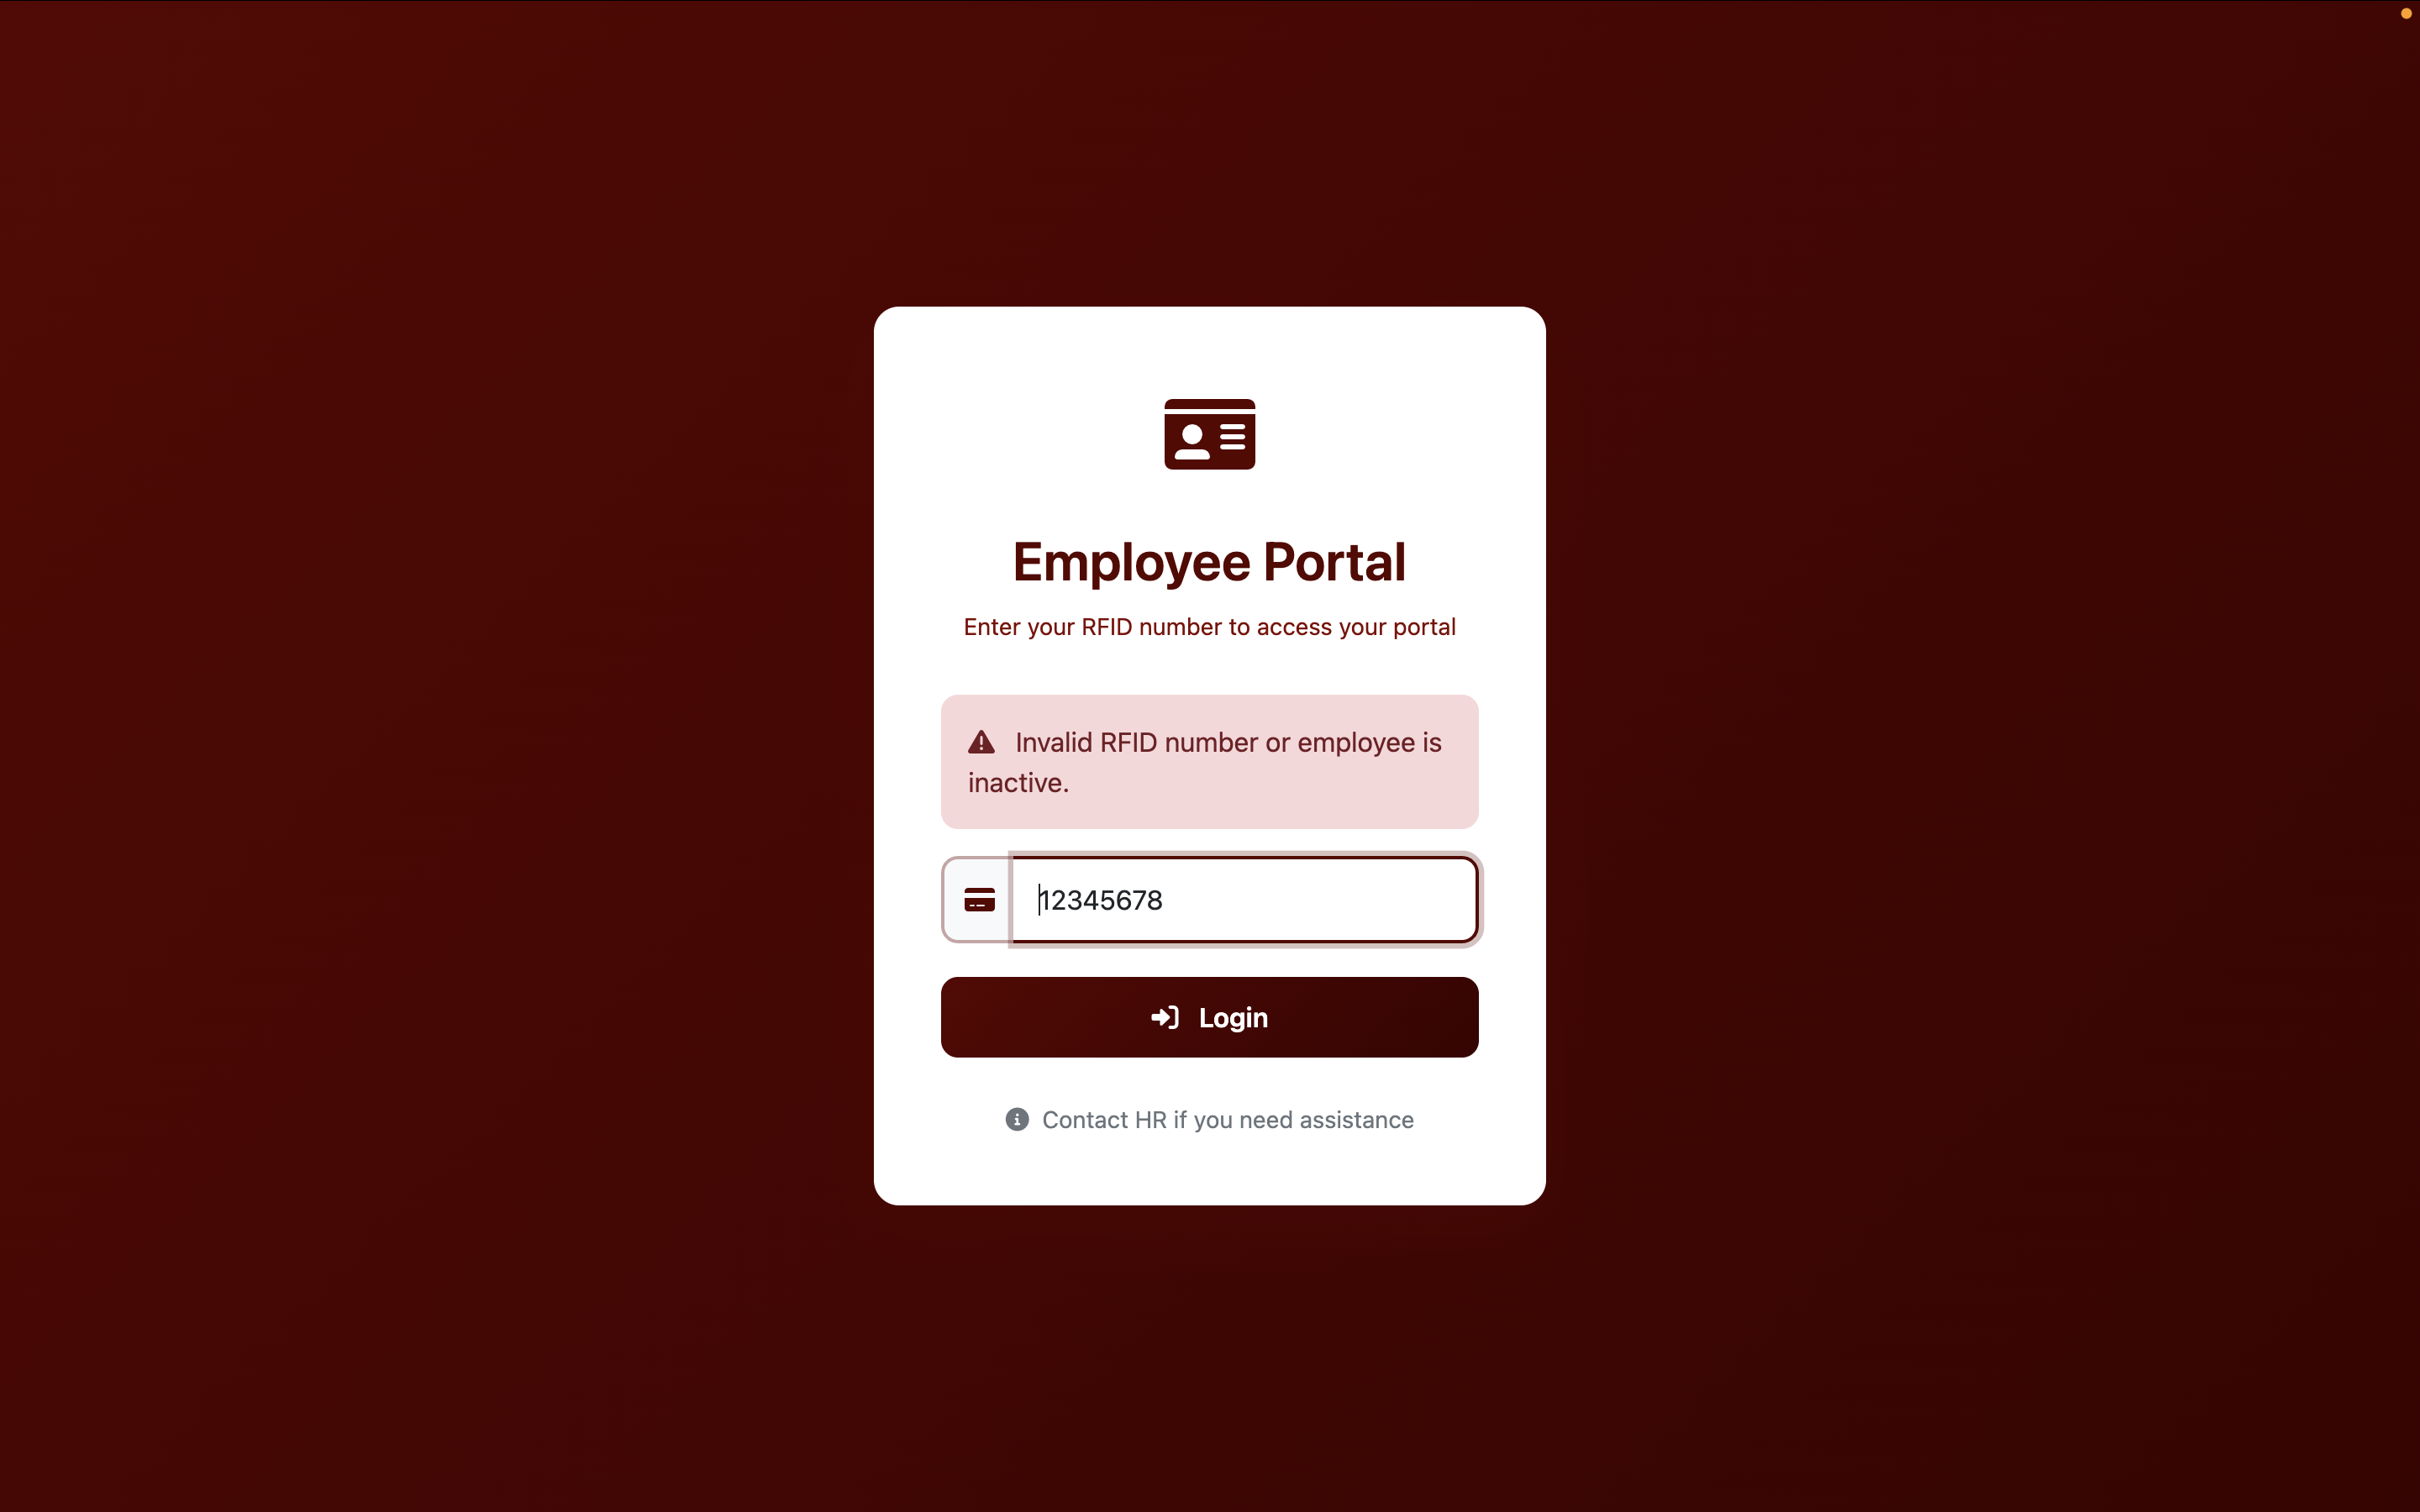 Employee Portal
Enter your RFID number to access your portal
Invalid RFID number or employee is
inactive.
12345678
Login
Contact HR if you need assistance